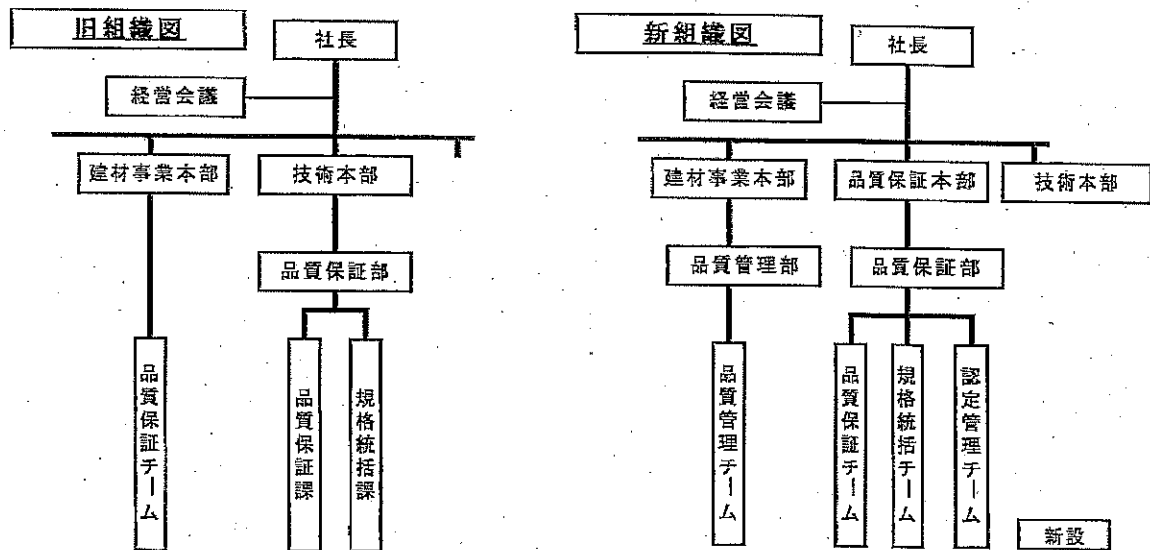 旧組織図
社長
経営会議
建材事業本部
技術本部
品質保証部
品質保証チーム
品質保証課
規格統括課
新組織図
社長
経営会議
建材事業本部
品質保証本部
技術本部
品質管理部
品質保証部
品質管理チーム
品質保証チーム
規格統括チーム
認定管理チーム
新設